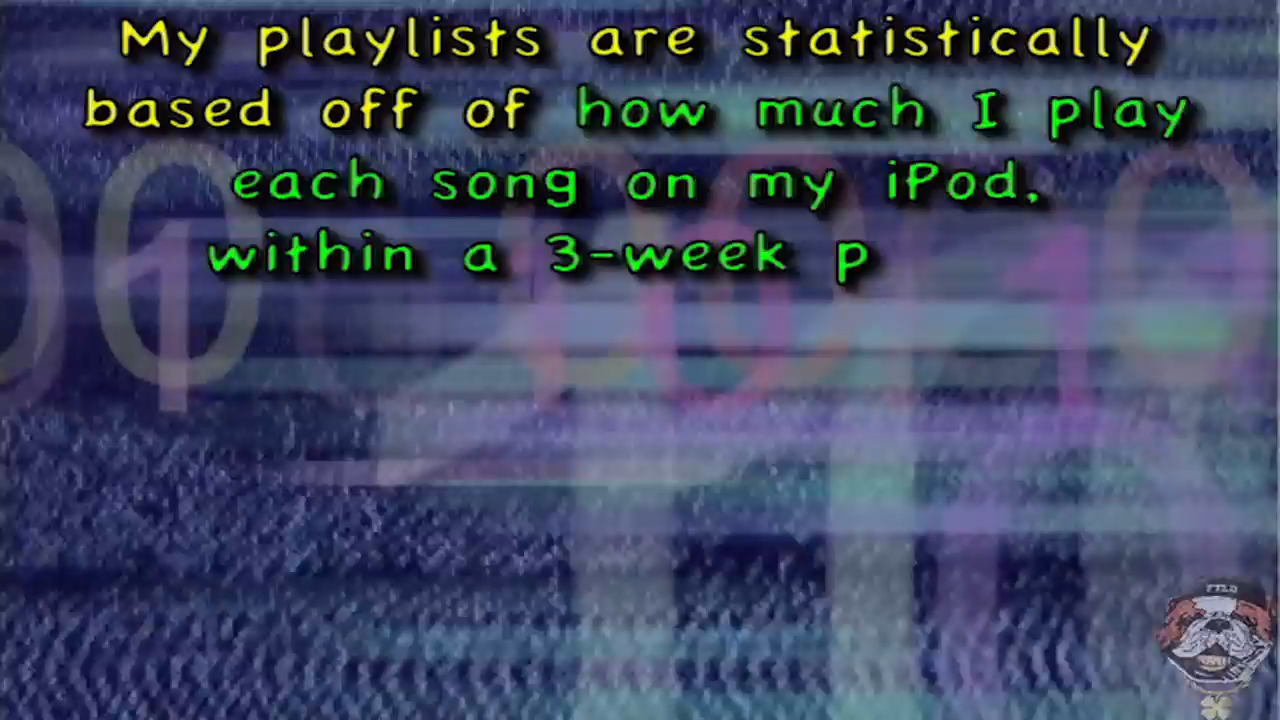 My playlists are statistically
based off of how much I play
each song on my iPod,
within a 3-week p